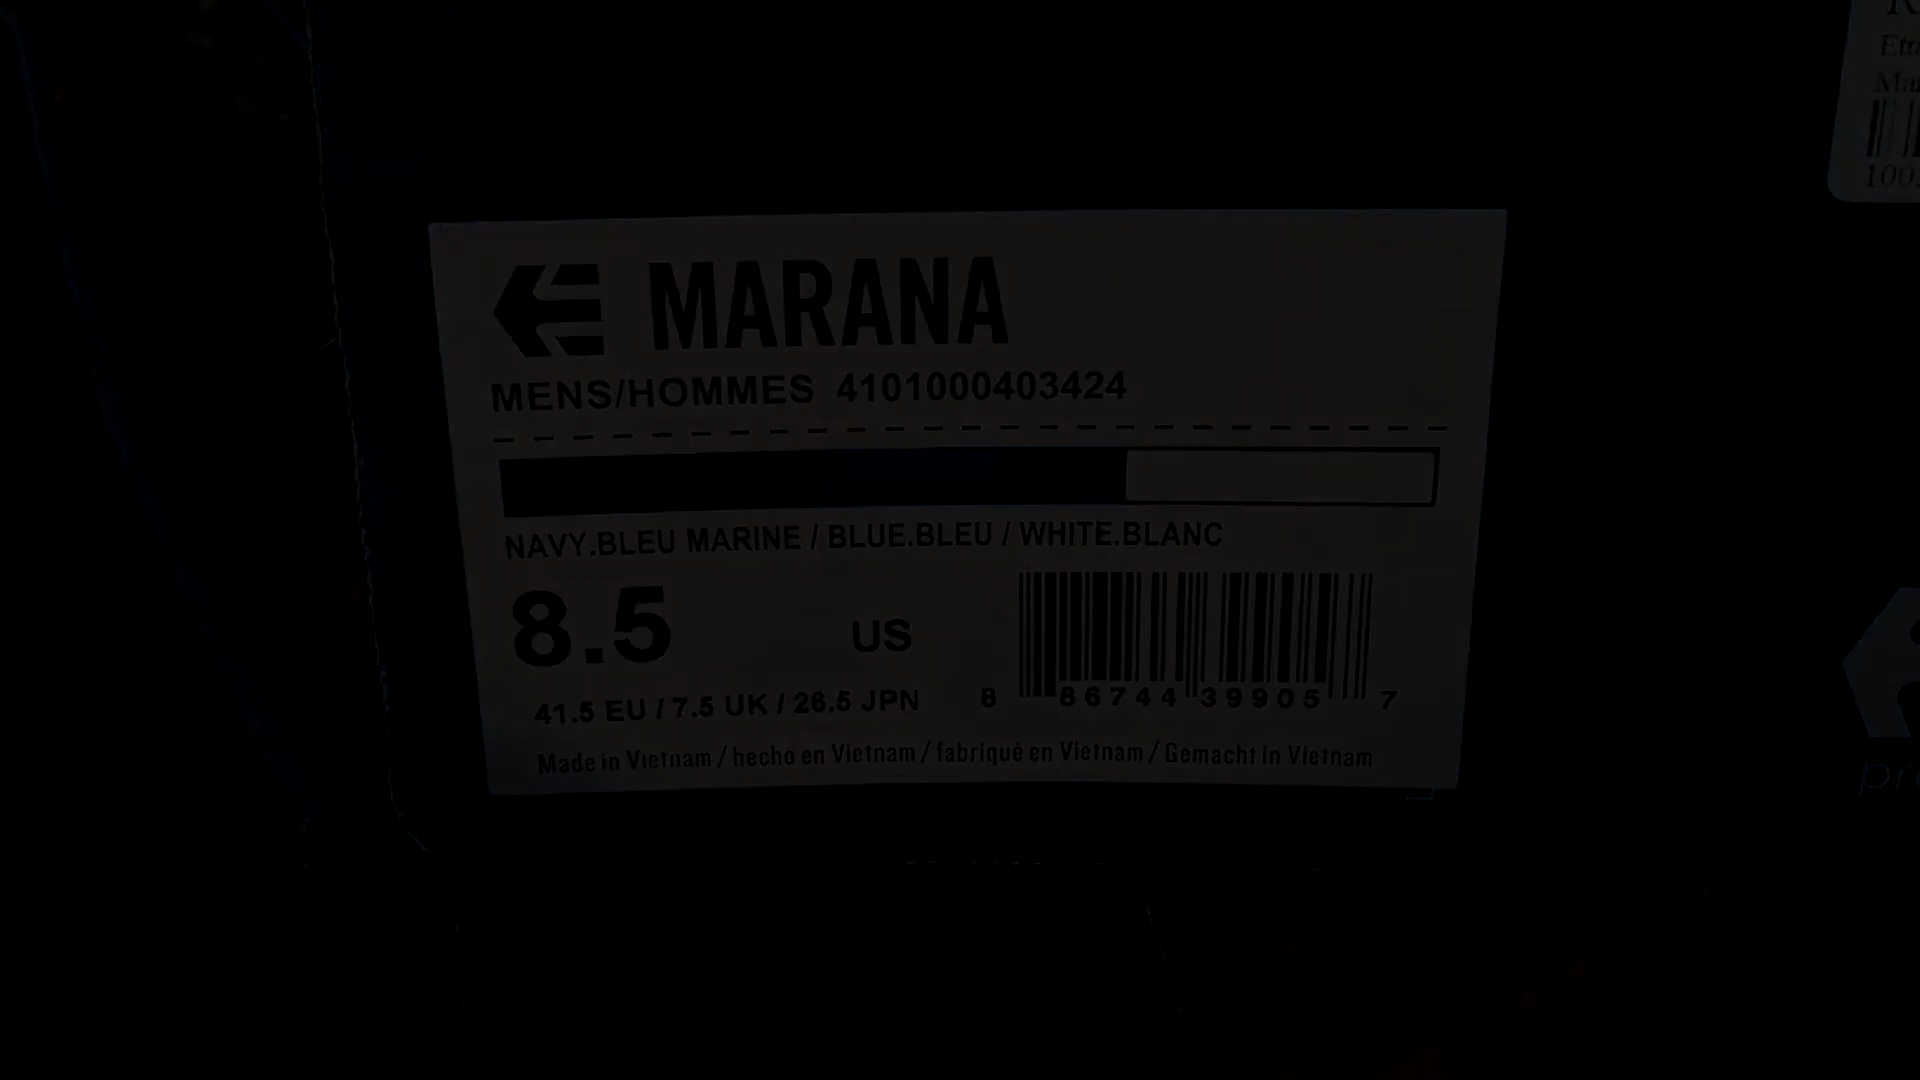 MARANA
MENS/HOMMES 4101000403424
NAVY.BLEU MARINE / BLUE.BLEU / WHITE.BLANC
8.5 US
41.5 EU / 7.5 UK / 26.5 JPN
8 86744 39905 7
Made in Vietnam / hecho en Vietnam / fabriqué en Vietnam / Gemacht in Vietnam
100